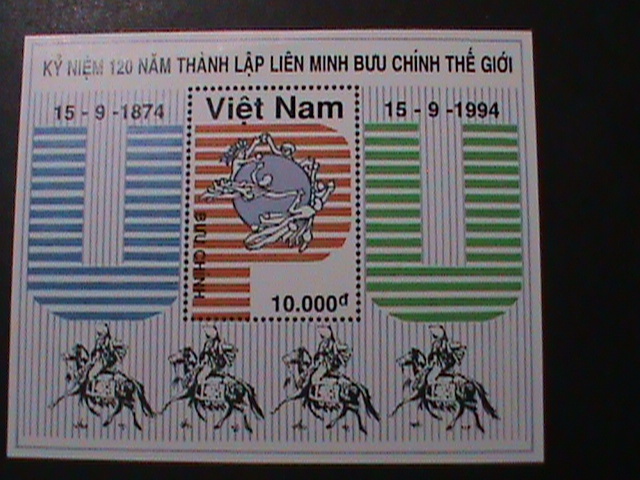 KỶ NIỆM 120 NĂM THÀNH LẬP LIÊN MINH BƯU CHÍNH THẾ GIỚI
15 - 9 -1874
Việt Nam
15 - 9 -1994
BƯU CHÍNH
10.000đ